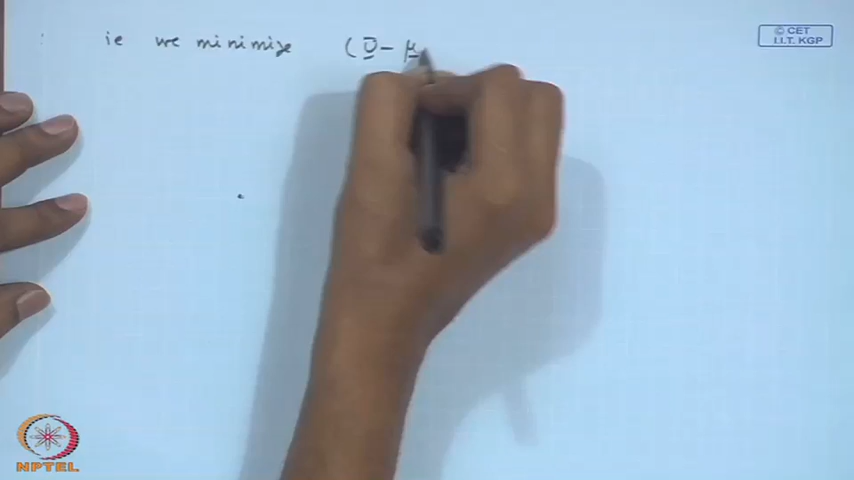 ie we minimize (U̲ - μ̲
© CET
I.I.T. KGP
NPTEL